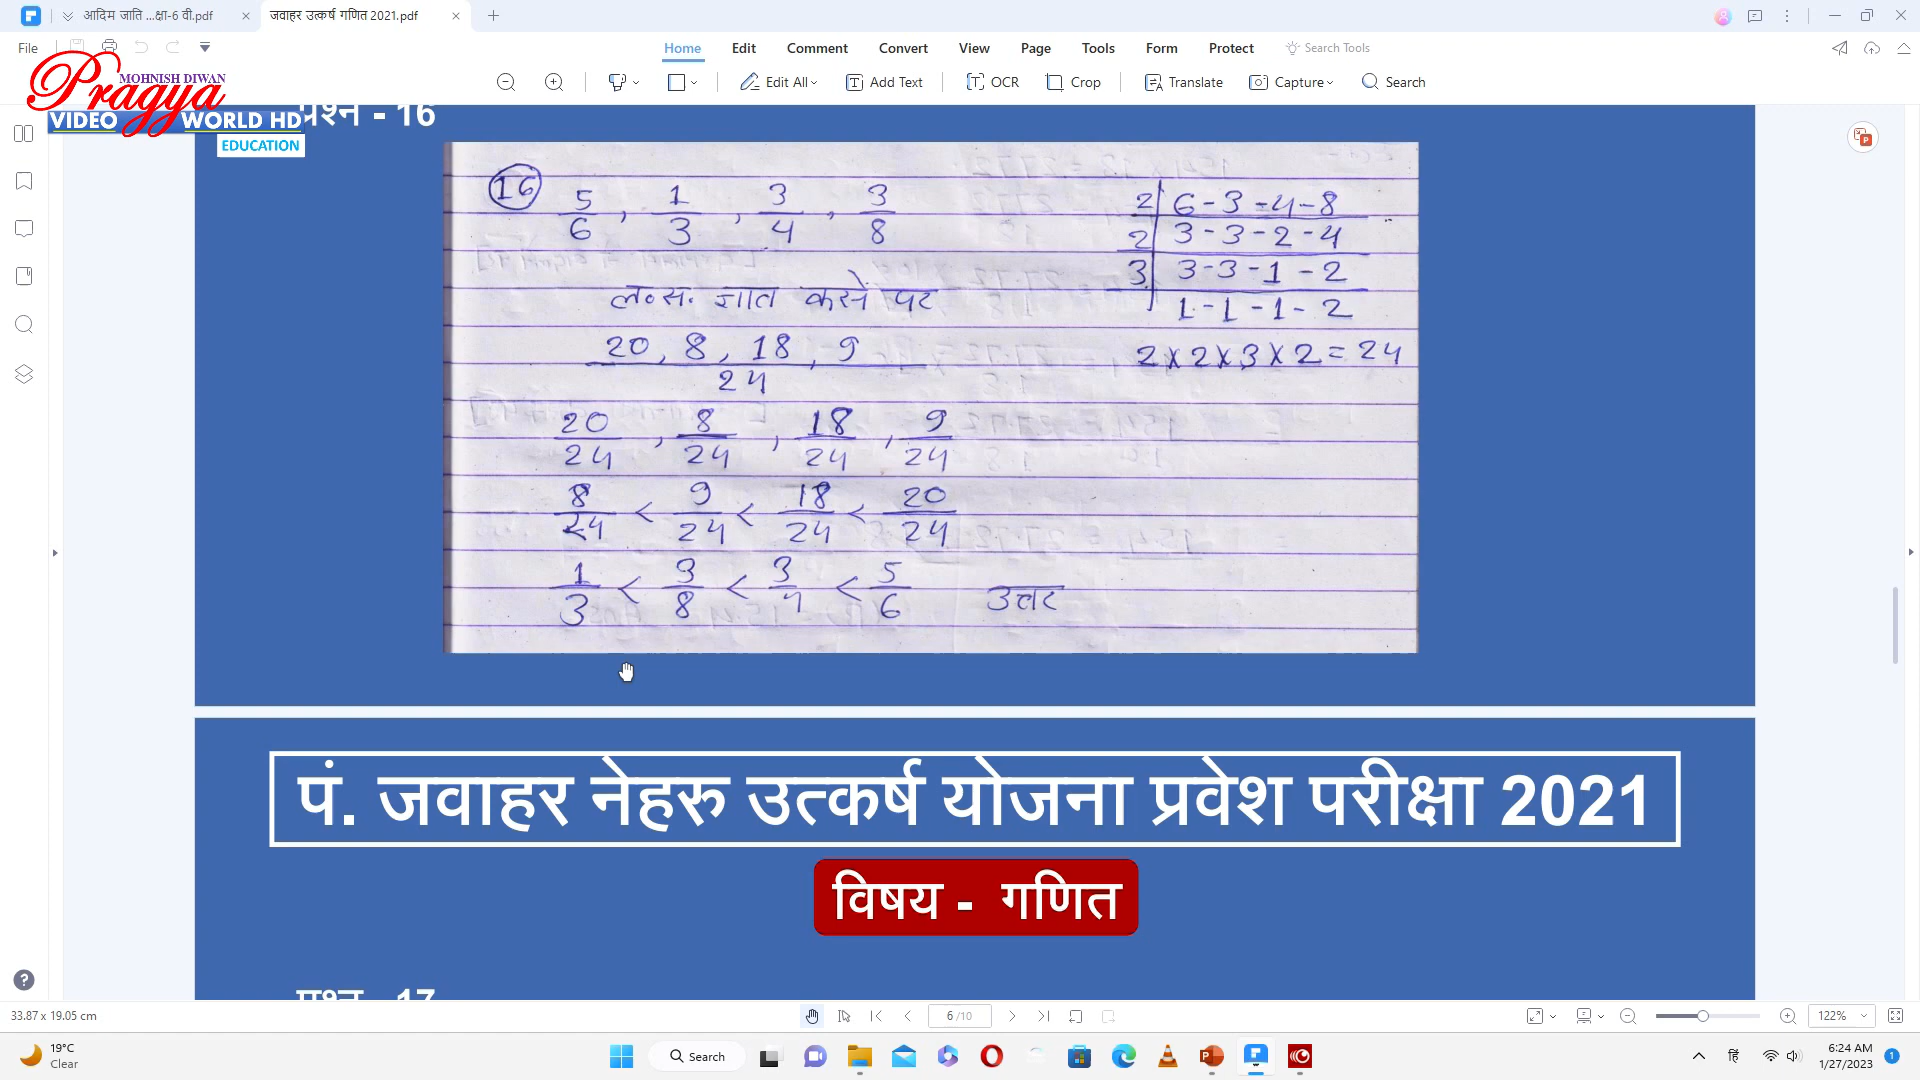 आदिम जाति ...क्षा-6 वी.pdf
जवाहर उत्कर्ष गणित 2021.pdf
File
Home Edit Comment Convert View Page Tools Form Protect Search Tools
Edit All Add Text OCR Crop Translate Capture Search
MOHNISH DIWAN
Pragya
VIDEO WORLD HD
EDUCATION
प्रश्न - 16
16 5/6 , 1/3 , 3/4 , 3/8
2 | 6 - 3 - 4 - 8
2 | 3 - 3 - 2 - 4
3 | 3 - 3 - 1 - 2
1 - 1 - 1 - 2
2 x 2 x 3 x 2 = 24
ल.स. ज्ञात करने पर
20, 8, 18, 9
24
20/24 , 8/24 , 18/24 , 9/24
8/24 < 9/24 < 18/24 < 20/24
1/3 < 3/8 < 3/4 < 5/6 उत्तर
पं. जवाहर नेहरु उत्कर्ष योजना प्रवेश परीक्षा 2021
विषय - गणित
प्रश्न - 17
33.87 x 19.05 cm
6 /10
122%
19°C
Clear
Search
हिं
6:24 AM
1/27/2023
1